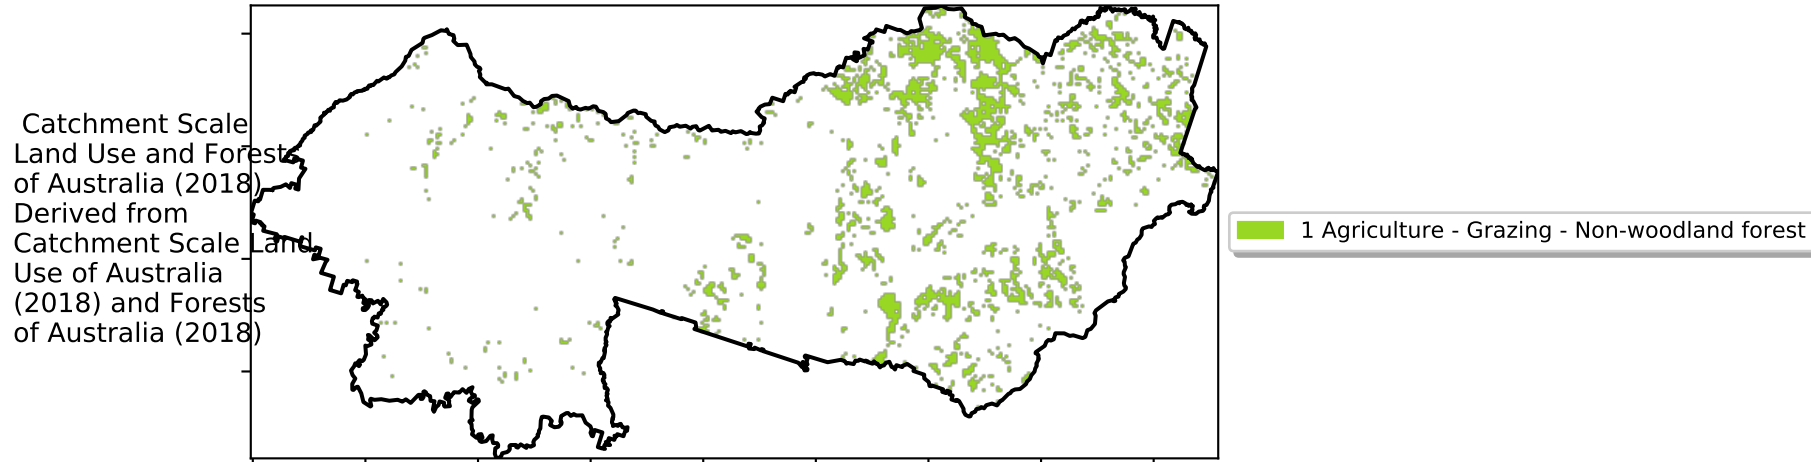 Catchment Scale
Land Use and Forest
of Australia (2018)
Derived from
Catchment Scale Land
Use of Australia
(2018) and Forests
of Australia (2018)
1 Agriculture - Grazing - Non-woodland forest